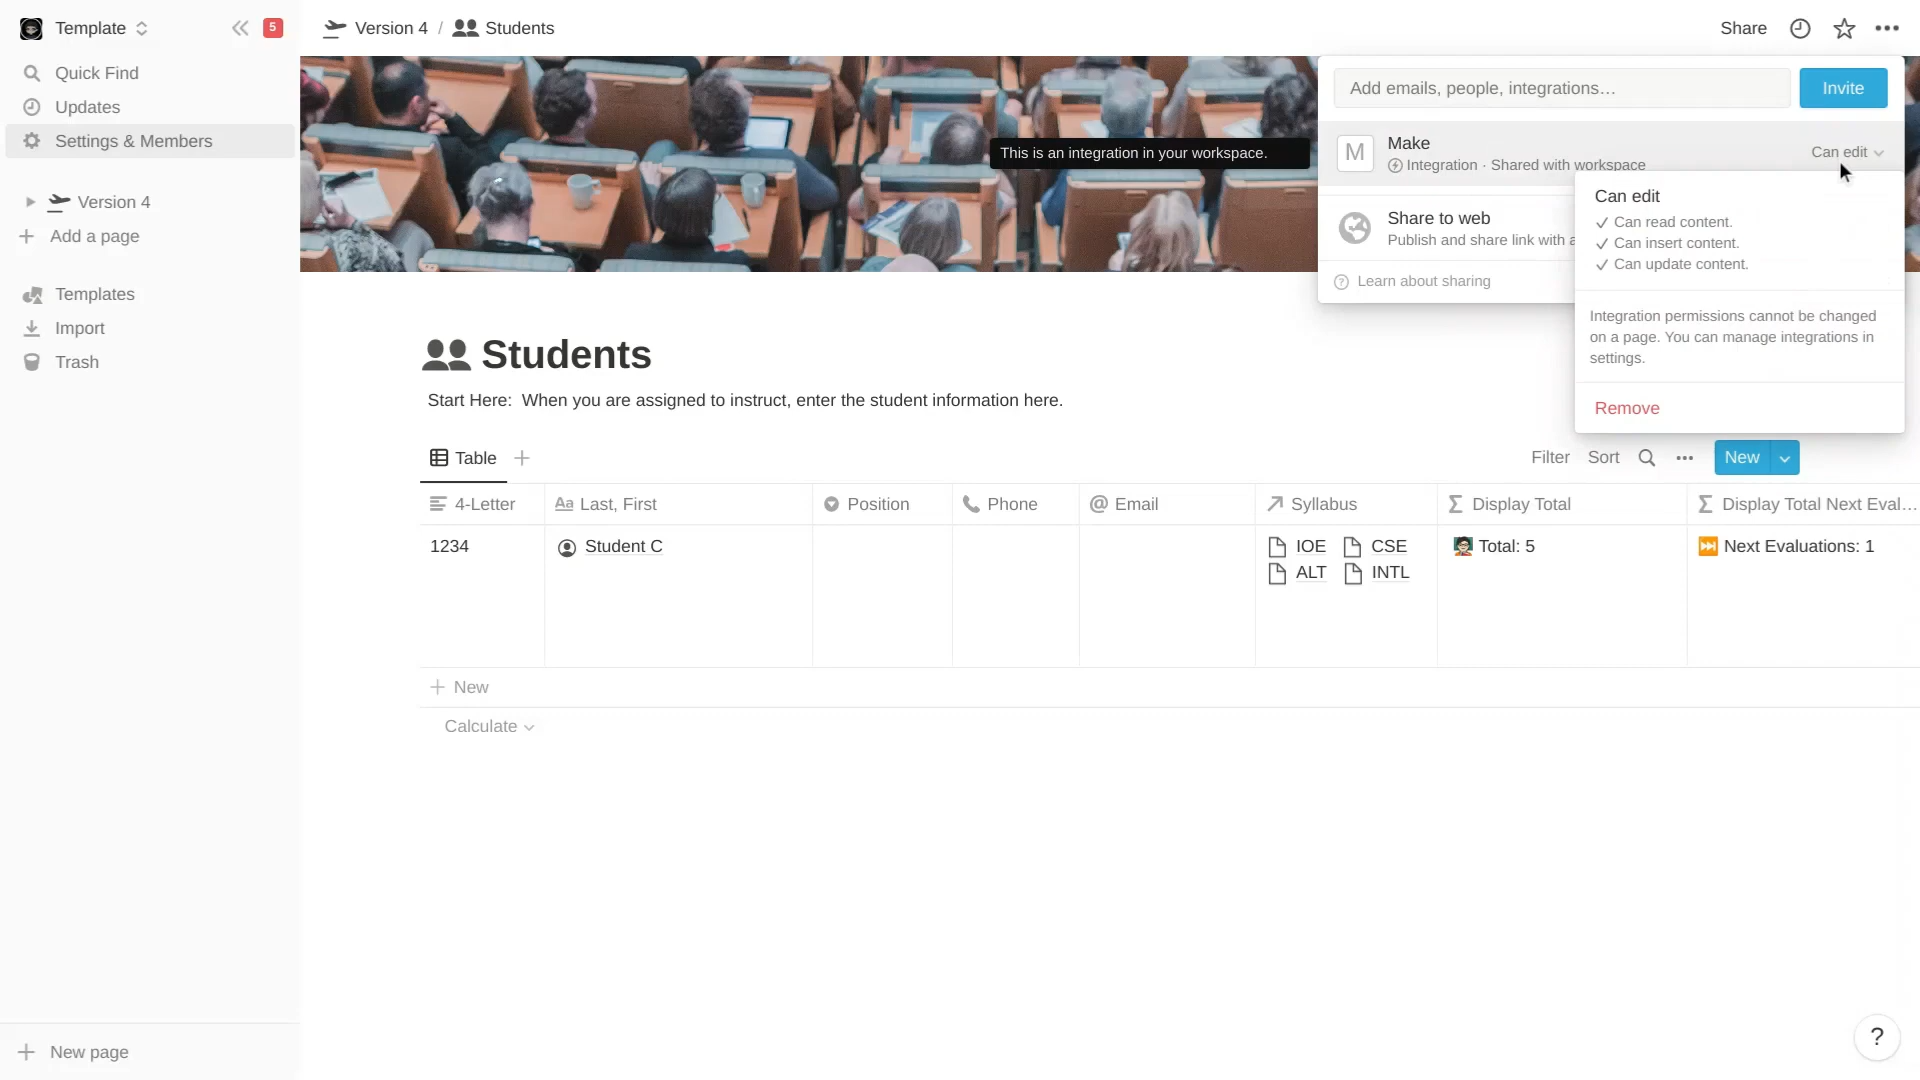 Template
5
Quick Find
Updates
Settings & Members
Version 4
Add a page
Templates
Import
Trash
New page
Version 4 / Students
Share
Add emails, people, integrations…
Invite
This is an integration in your workspace.
M
Make
Integration · Shared with workspace
Can edit
Share to web
Publish and share link with a
Learn about sharing
Can edit
✓ Can read content.
✓ Can insert content.
✓ Can update content.
Integration permissions cannot be changed
on a page. You can manage integrations in
settings.
Remove
Students
Start Here: When you are assigned to instruct, enter the student information here.
Table
Filter Sort
New
4-Letter Aa Last, First Position Phone @ Email Syllabus Σ Display Total Σ Display Total Next Eval…
1234 Student C IOE CSE Total: 5 Next Evaluations: 1
ALT INTL
New
Calculate
?